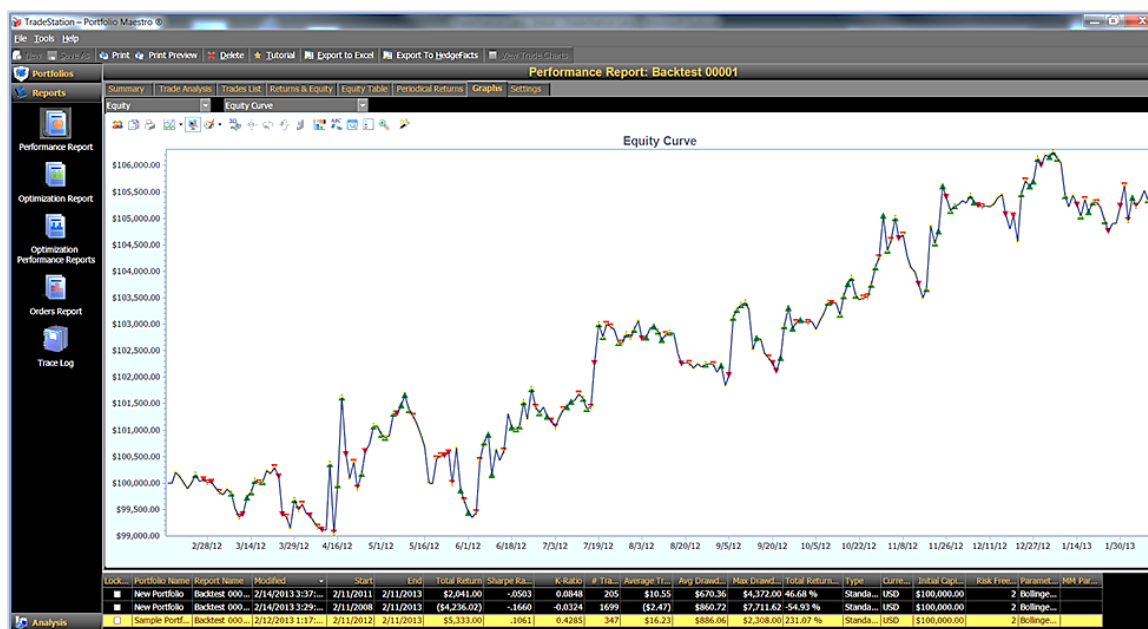 TradeStation – Portfolio Maestro ®
File Tools Help
New Save As Print Print Preview Delete Tutorial Export to Excel Export To HedgeFacts View Trade Charts
Portfolios
Performance Report: Backtest 00001
Reports
Summary Trade Analysis Trades List Returns & Equity Equity Table Periodical Returns Graphs Settings
Equity Equity Curve
Performance Report
Optimization Report
Optimization
Performance Reports
Orders Report
Trace Log
Equity Curve
$106,000.00
$105,500.00
$105,000.00
$104,500.00
$104,000.00
$103,500.00
$103,000.00
$102,500.00
$102,000.00
$101,500.00
$101,000.00
$100,500.00
$100,000.00
$99,500.00
$99,000.00
2/28/12 3/14/12 3/29/12 4/16/12 5/1/12 5/16/12 6/1/12 6/18/12 7/3/12 7/19/12 8/3/12 8/20/12 9/5/12 9/20/12 10/5/12 10/22/12 11/8/12 11/26/12 12/11/12 12/27/12 1/14/13 1/30/13
Lock... Portfolio Name Report Name Modified Start End Total Return Sharpe Ra... K-Ratio # Tra... Average Tr... Avg Drawd... Max Drawd... Total Return... Type Curre... Initial Capi... Risk Free... Paramet... MM Par...
New Portfolio Backtest 000... 2/14/2013 3:37:... 2/11/2011 2/11/2013 $2,041.00 -.0503 0.0848 205 $10.55 $670.36 $4,372.00 46.68 % Standa... USD $100,000.00 2 Bollinge...
New Portfolio Backtest 000... 2/14/2013 3:29:... 2/11/2008 2/11/2013 ($4,236.02) -.1660 -0.0324 1699 ($2.47) $860.72 $7,711.62 -54.93 % Standa... USD $100,000.00 2 Bollinge...
Sample Portf... Backtest 000... 2/12/2013 1:17:... 2/11/2012 2/11/2013 $5,333.00 .1061 0.4285 347 $16.23 $886.06 $2,308.00 231.07 % Standa... USD $100,000.00 2 Bollinge...
Analysis